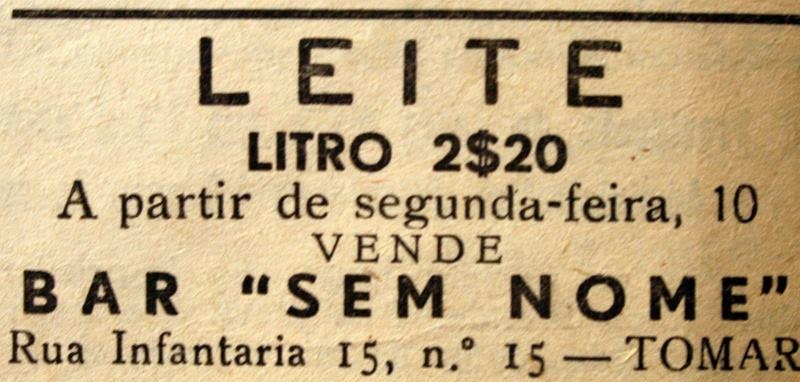 LEITE
LITRO 2$20
A partir de segunda-feira, 10
VENDE
BAR "SEM NOME"
Rua Infantaria 15, n.º 15 — TOMAR